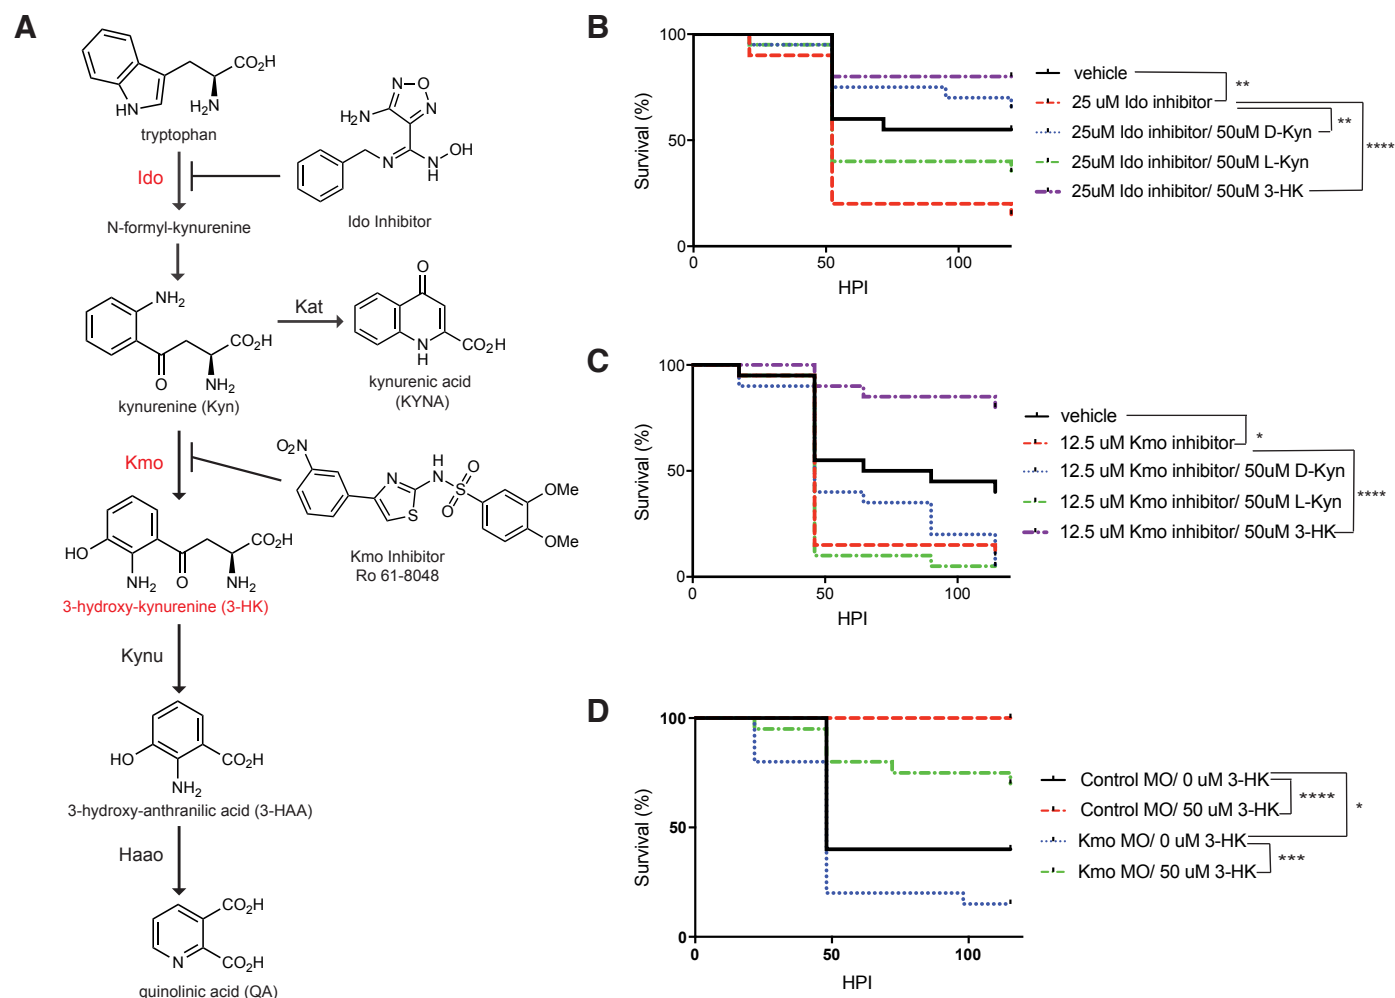 A
CO2H
HN
H2N
tryptophan
Ido
N
O
N
H2N
N
N
H
OH
Ido Inhibitor
N-formyl-kynurenine
NH2
CO2H
O
NH2
kynurenine (Kyn)
Kat
O
N
H
CO2H
kynurenic acid
(KYNA)
Kmo
O2N
N
S
H
N
O
S
O
OMe
OMe
Kmo Inhibitor
Ro 61-8048
HO
NH2
O
CO2H
NH2
3-hydroxy-kynurenine (3-HK)
Kynu
HO
CO2H
NH2
3-hydroxy-anthranilic acid (3-HAA)
Haao
CO2H
N
CO2H
quinolinic acid (QA)
B
Survival (%)
100
50
0
0 50 100
HPI
vehicle
25 uM Ido inhibitor
25uM Ido inhibitor/ 50uM D-Kyn
25uM Ido inhibitor/ 50uM L-Kyn
25uM Ido inhibitor/ 50uM 3-HK
**
**
****
C
Survival (%)
100
50
0
0 50 100
HPI
vehicle
12.5 uM Kmo inhibitor
12.5 uM Kmo inhibitor/ 50uM D-Kyn
12.5 uM Kmo inhibitor/ 50uM L-Kyn
12.5 uM Kmo inhibitor/ 50uM 3-HK
*
****
D
Survival (%)
100
50
0
0 50 100
HPI
Control MO/ 0 uM 3-HK
Control MO/ 50 uM 3-HK
Kmo MO/ 0 uM 3-HK
Kmo MO/ 50 uM 3-HK
****
*
***